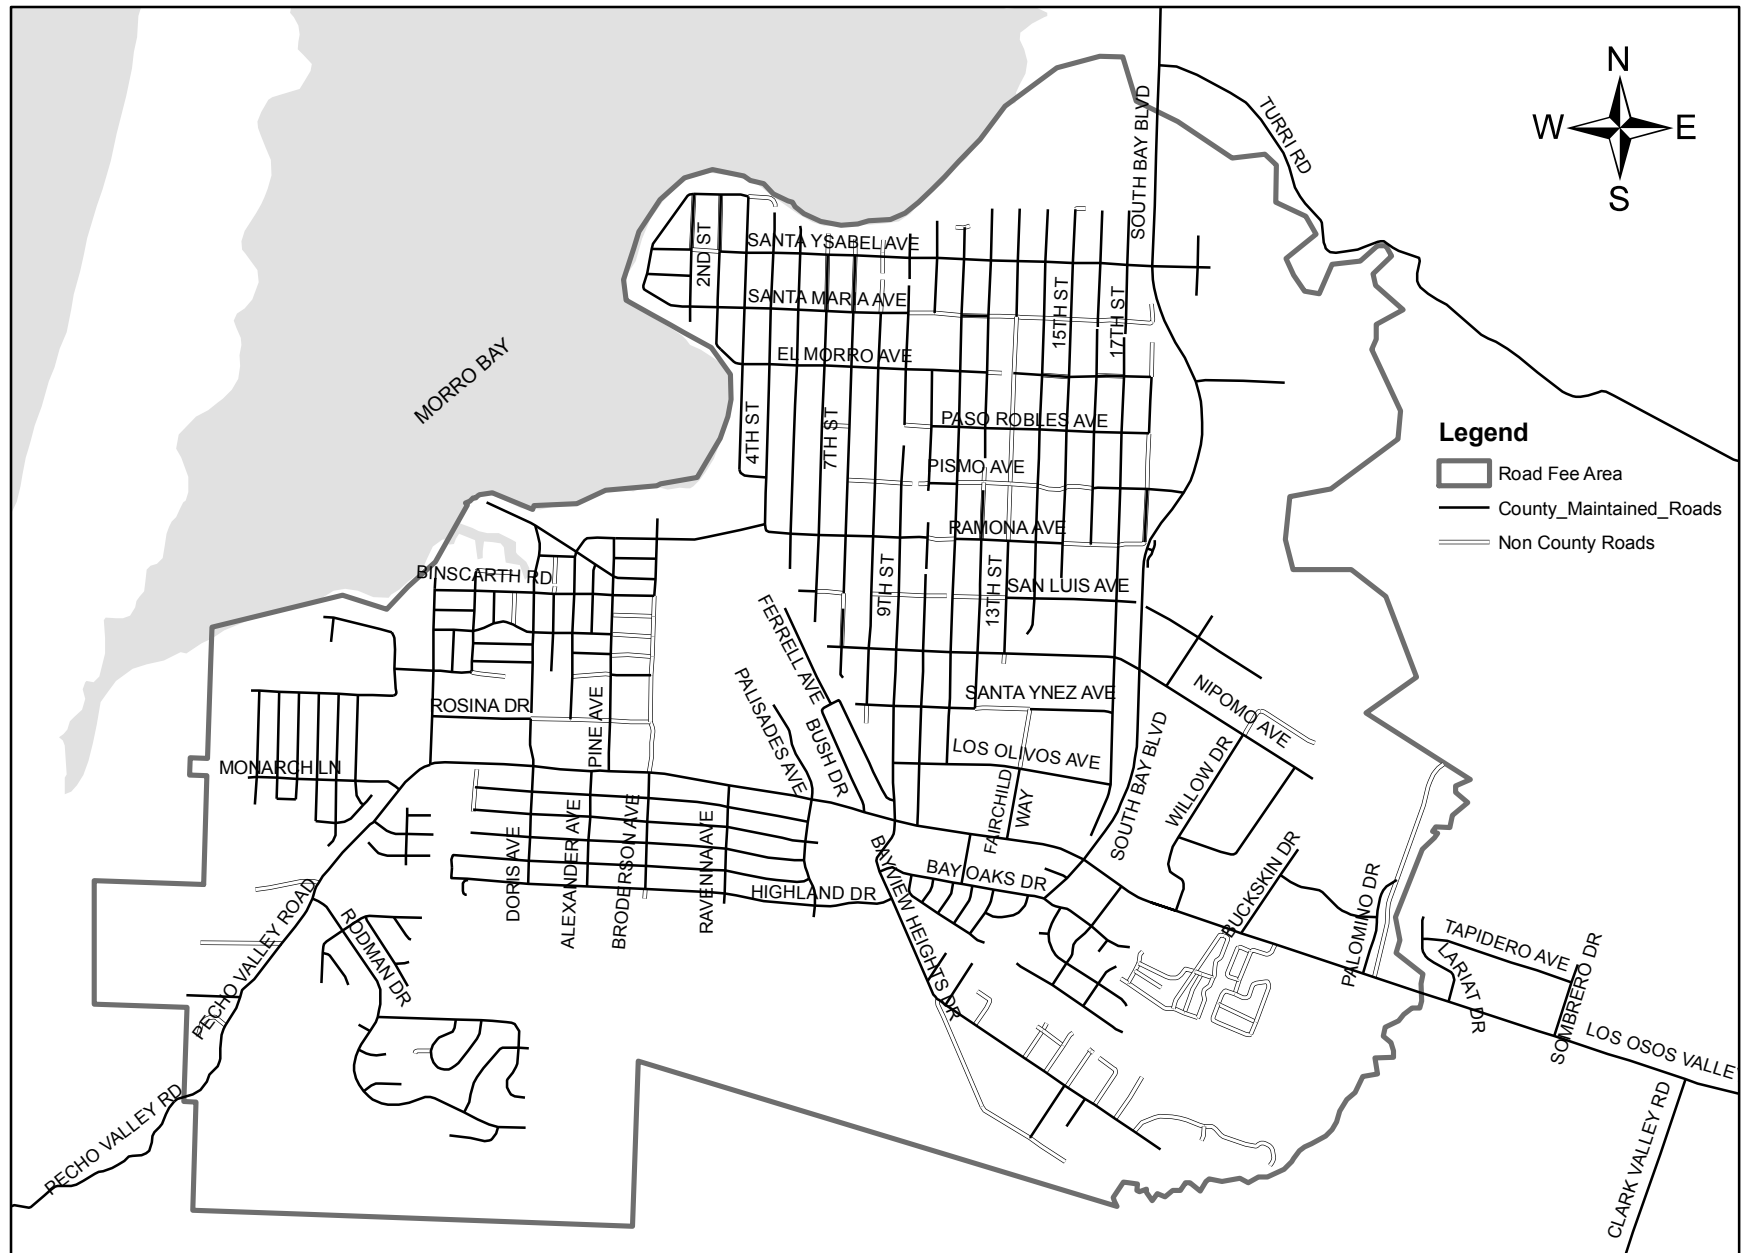 N
W E
S
TURRI RD
SOUTH BAY BLVD
2ND ST
SANTA YSABEL AVE
SANTA MARIA AVE
15TH ST
17TH ST
EL MORRO AVE
MORRO BAY
4TH ST
7TH ST
PASO ROBLES AVE
PISMO AVE
Legend
Road Fee Area
County_Maintained_Roads
Non County Roads
RAMONA AVE
BINSCARTH RD
9TH ST
13TH ST
SAN LUIS AVE
FERRELL AVE
PALISADES AVE
BUSH DR
SANTA YNEZ AVE
NIPOMO AVE
ROSINA DR
PINE AVE
MONARCH LN
LOS OLIVOS AVE
SOUTH BAY BLVD
WILLOW DR
FAIRCHILD
WAY
DORIS AVE
ALEXANDER AVE
BRODERSON AVE
RAVENNA AVE
HIGHLAND DR
BAYVIEW HEIGHTS DR
BAY OAKS DR
BUCKSKIN DR
PALOMINO DR
PECHO VALLEY ROAD
RODMAN DR
TAPIDERO AVE
LARIAT DR
SOMBRERO DR
LOS OSOS VALLE
PECHO VALLEY RD
CLARK VALLEY RD